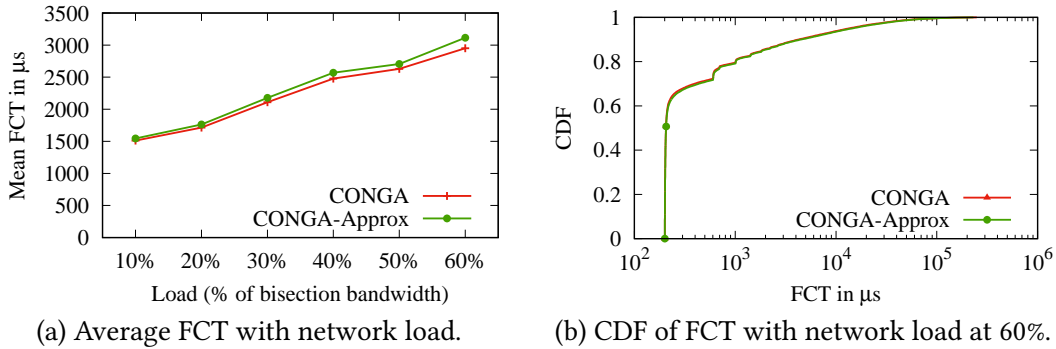 3500
3000
2500
2000
1500
1000
500
0
Mean FCT in µs
CONGA
CONGA-Approx
10% 20% 30% 40% 50% 60%
Load (% of bisection bandwidth)
(a) Average FCT with network load.
1
0.8
0.6
0.4
0.2
0
CDF
CONGA
CONGA-Approx
10^2 10^3 10^4 10^5 10^6
FCT in µs
(b) CDF of FCT with network load at 60%.